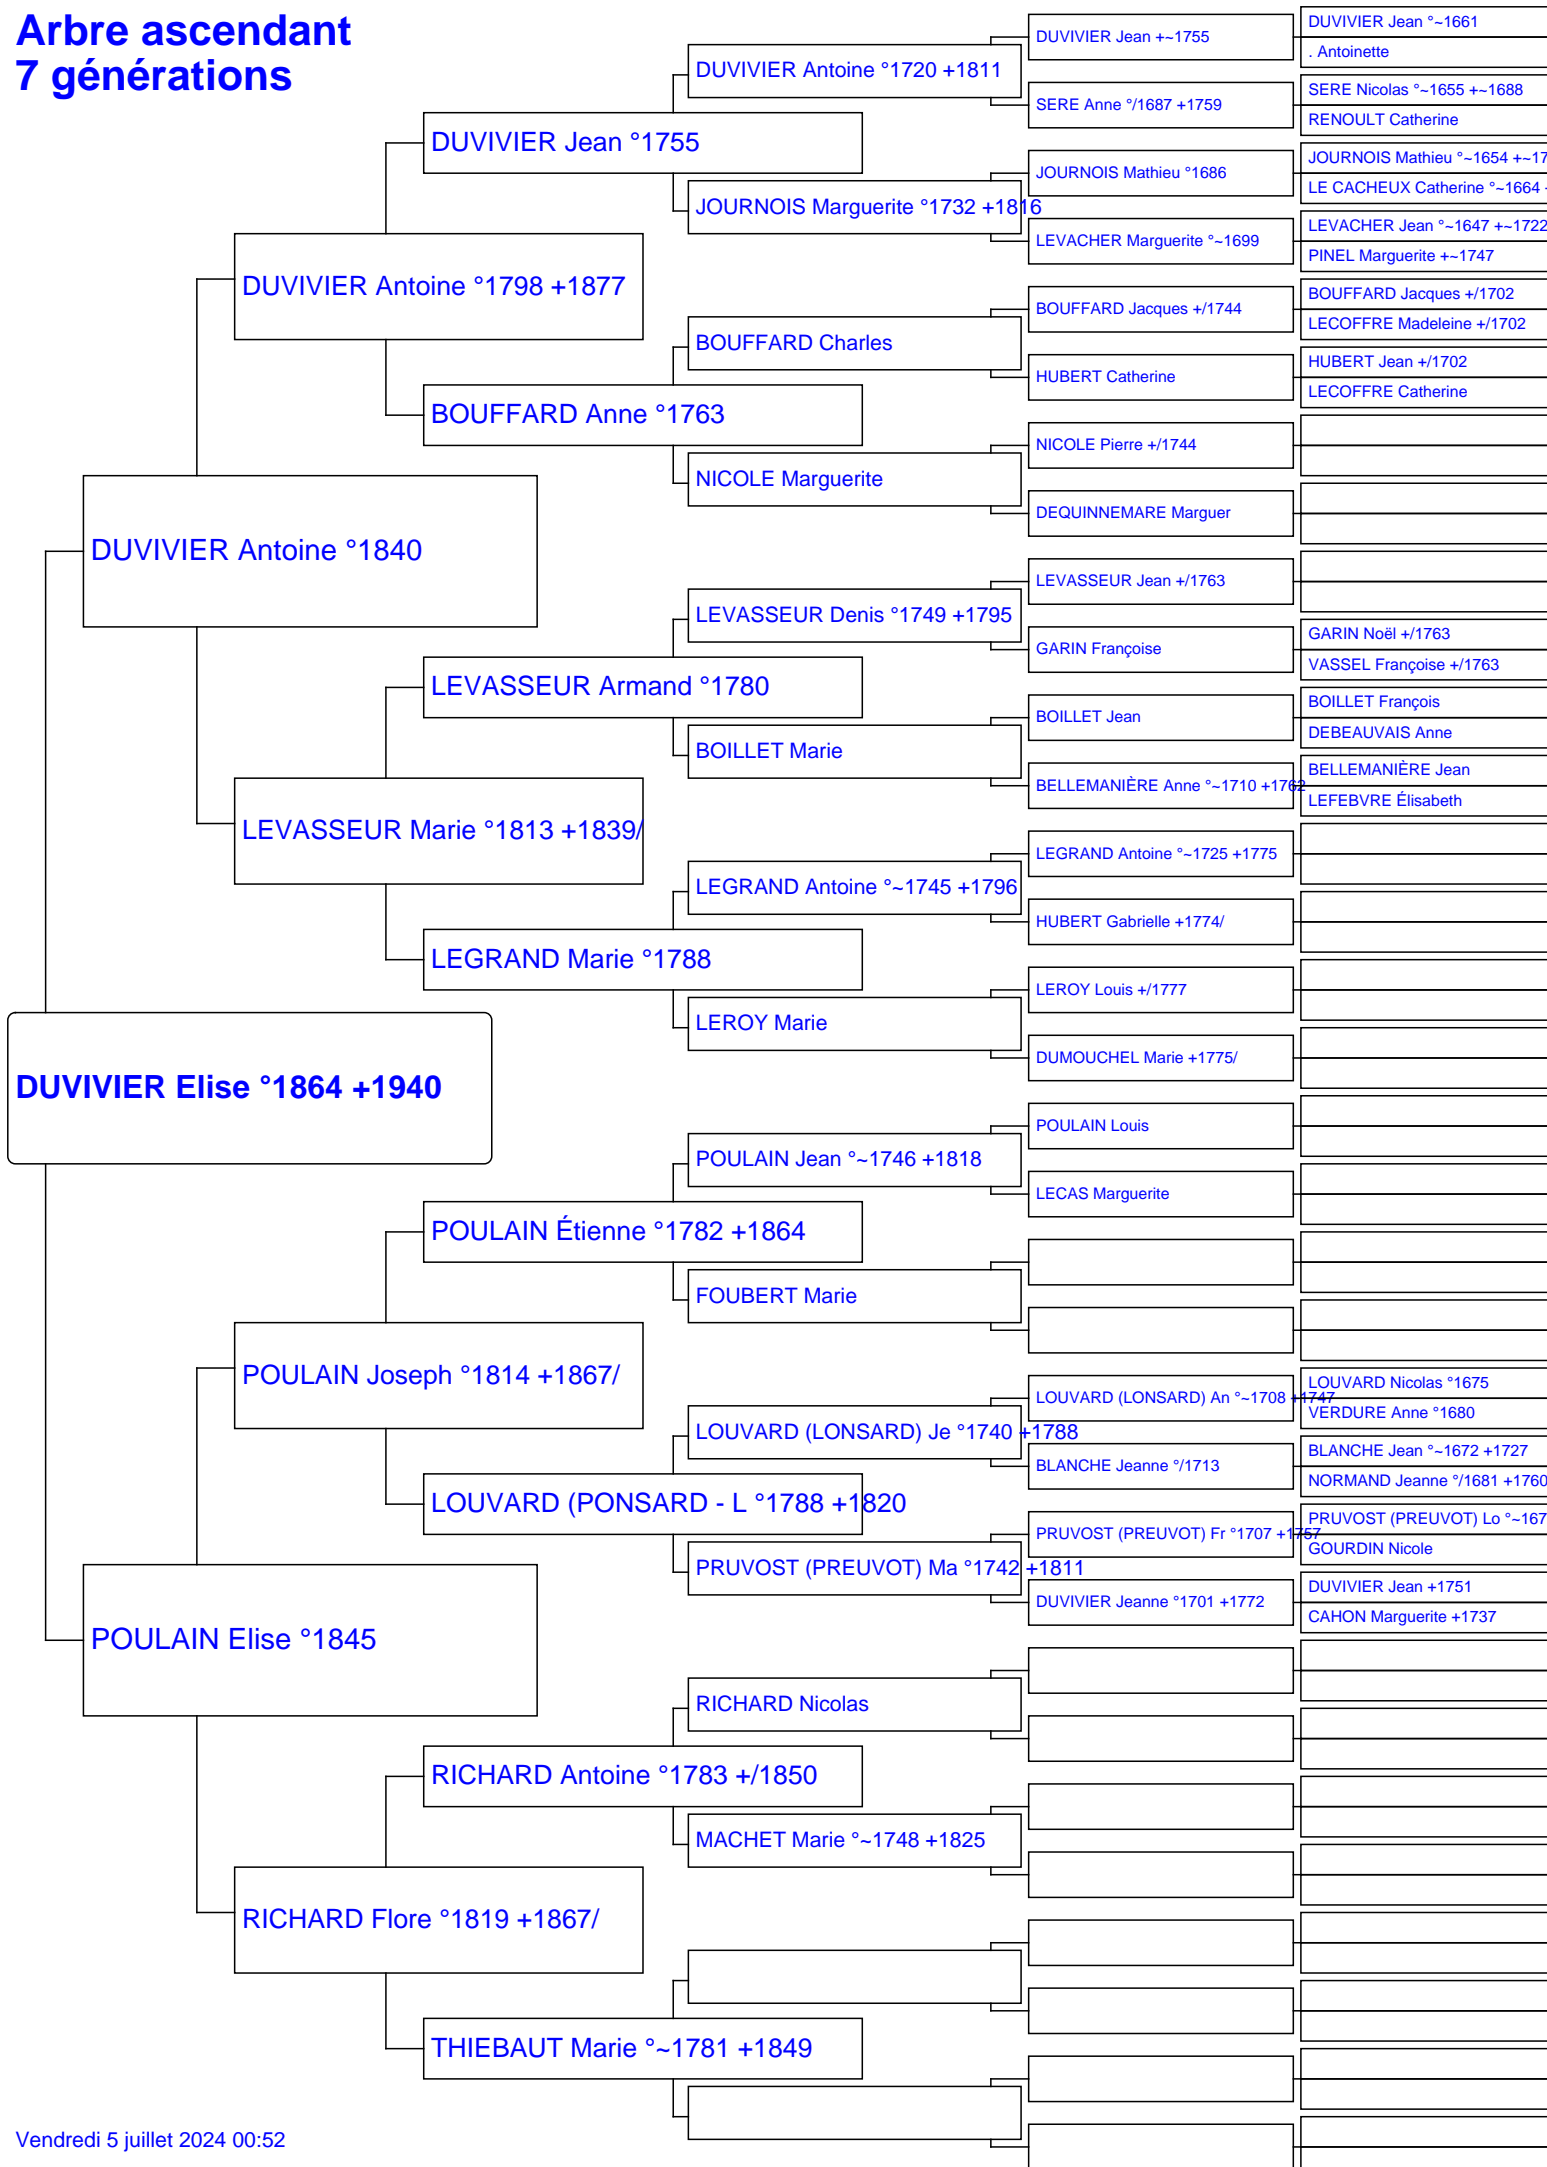 Arbre ascendant
7 générations
DUVIVIER Elise °1864 +1940
DUVIVIER Antoine °1840
POULAIN Elise °1845
DUVIVIER Antoine °1798 +1877
LEVASSEUR Marie °1813 +1839/
POULAIN Joseph °1814 +1867/
RICHARD Flore °1819 +1867/
DUVIVIER Jean °1755
BOUFFARD Anne °1763
LEVASSEUR Armand °1780
LEGRAND Marie °1788
POULAIN Étienne °1782 +1864
LOUVARD (PONSARD - L °1788 +1820
RICHARD Antoine °1783 +/1850
THIEBAUT Marie °~1781 +1849
DUVIVIER Antoine °1720 +1811
JOURNOIS Marguerite °1732 +1816
BOUFFARD Charles
NICOLE Marguerite
LEVASSEUR Denis °1749 +1795
BOILLET Marie
LEGRAND Antoine °~1745 +1796
LEROY Marie
POULAIN Jean °~1746 +1818
FOUBERT Marie
LOUVARD (LONSARD) Je °1740 +1788
PRUVOST (PREUVOT) Ma °1742 +1811
RICHARD Nicolas
MACHET Marie °~1748 +1825
DUVIVIER Jean +~1755
SERE Anne °/1687 +1759
JOURNOIS Mathieu °1686
LEVACHER Marguerite °~1699
BOUFFARD Jacques +/1744
HUBERT Catherine
NICOLE Pierre +/1744
DEQUINNEMARE Marguer
LEVASSEUR Jean +/1763
GARIN Françoise
BOILLET Jean
BELLEMANIÈRE Anne °~1710 +1762
LEGRAND Antoine °~1725 +1775
HUBERT Gabrielle +1774/
LEROY Louis +/1777
DUMOUCHEL Marie +1775/
POULAIN Louis
LECAS Marguerite
LOUVARD (LONSARD) An °~1708 +1747
BLANCHE Jeanne °/1713
PRUVOST (PREUVOT) Fr °1707 +1757
DUVIVIER Jeanne °1701 +1772
DUVIVIER Jean °~1661
. Antoinette
SERE Nicolas °~1655 +~1688
RENOULT Catherine
JOURNOIS Mathieu °~1654 +~17
LE CACHEUX Catherine °~1664
LEVACHER Jean °~1647 +~1722
PINEL Marguerite +~1747
BOUFFARD Jacques +/1702
LECOFFRE Madeleine +/1702
HUBERT Jean +/1702
LECOFFRE Catherine
GARIN Noël +/1763
VASSEL Françoise +/1763
BOILLET François
DEBEAUVAIS Anne
BELLEMANIÈRE Jean
LEFEBVRE Élisabeth
LOUVARD Nicolas °1675
VERDURE Anne °1680
BLANCHE Jean °~1672 +1727
NORMAND Jeanne °/1681 +1760
PRUVOST (PREUVOT) Lo °~167
GOURDIN Nicole
DUVIVIER Jean +1751
CAHON Marguerite +1737
Vendredi 5 juillet 2024 00:52